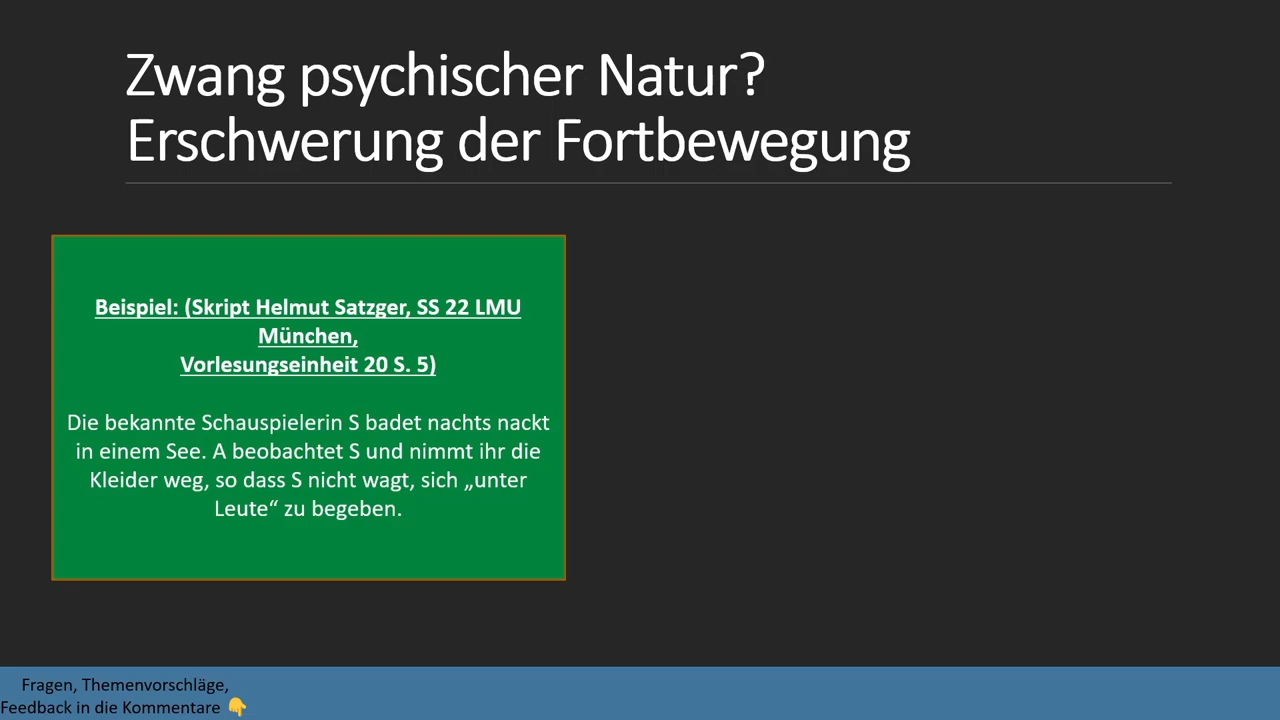 Zwang psychischer Natur?
Erschwerung der Fortbewegung
Beispiel: (Skript Helmut Satzger, SS 22 LMU
München,
Vorlesungseinheit 20 S. 5)
Die bekannte Schauspielerin S badet nachts nackt
in einem See. A beobachtet S und nimmt ihr die
Kleider weg, so dass S nicht wagt, sich „unter
Leute“ zu begeben.
Fragen, Themenvorschläge,
Feedback in die Kommentare 👇